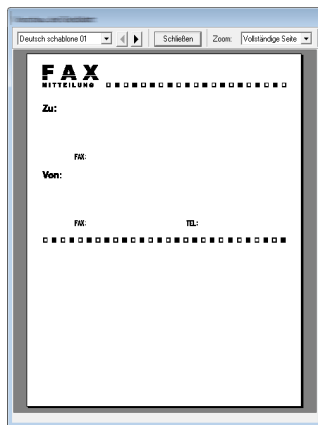 Deutsch schablone 01 Schließen Zoom: Vollständige Seite
FAX
MITTEILUNG
Zu:
FAX:
Von:
FAX: TEL: